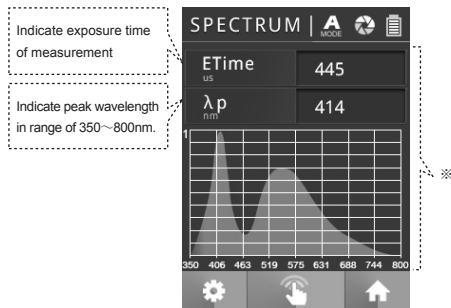 Indicate exposure time
of measurement
Indicate peak wavelength
in range of 350～800nm.
SPECTRUM | A
MODE
ETime
us
445
λp
nm
414
1
350 406 463 519 575 631 688 744 800
※